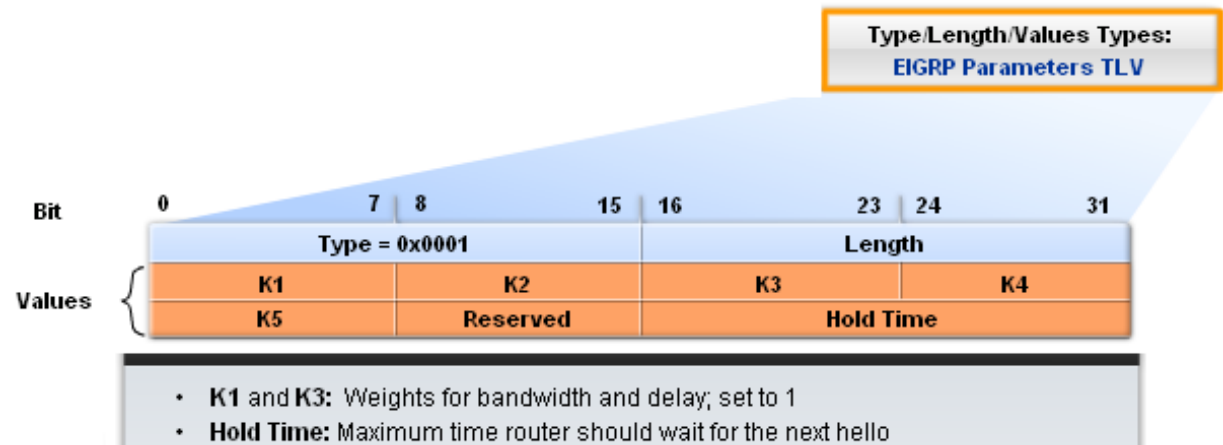 Type/Length/Values Types:
EIGRP Parameters TLV
Bit 0 7 8 15 16 23 24 31
Type = 0x0001 Length
Values
K1 K2 K3 K4
K5 Reserved Hold Time
• K1 and K3: Weights for bandwidth and delay; set to 1
• Hold Time: Maximum time router should wait for the next hello